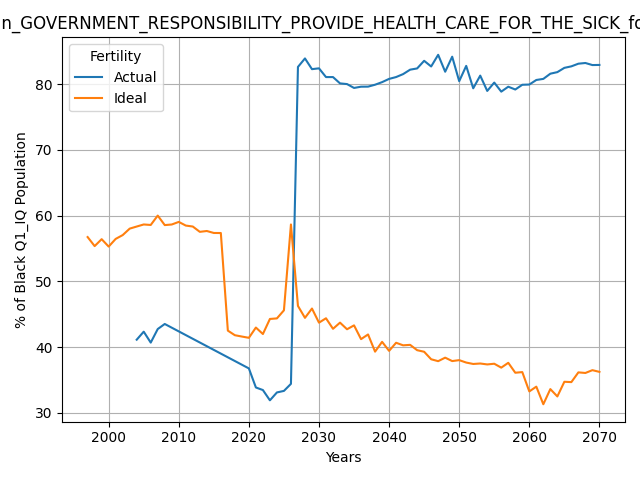 n_GOVERNMENT_RESPONSIBILITY_PROVIDE_HEALTH_CARE_FOR_THE_SICK_fo
Fertility
Actual
Ideal
% of Black Q1_IQ Population
80
70
60
50
40
30
2000
2010
2020
2030
2040
2050
2060
2070
Years